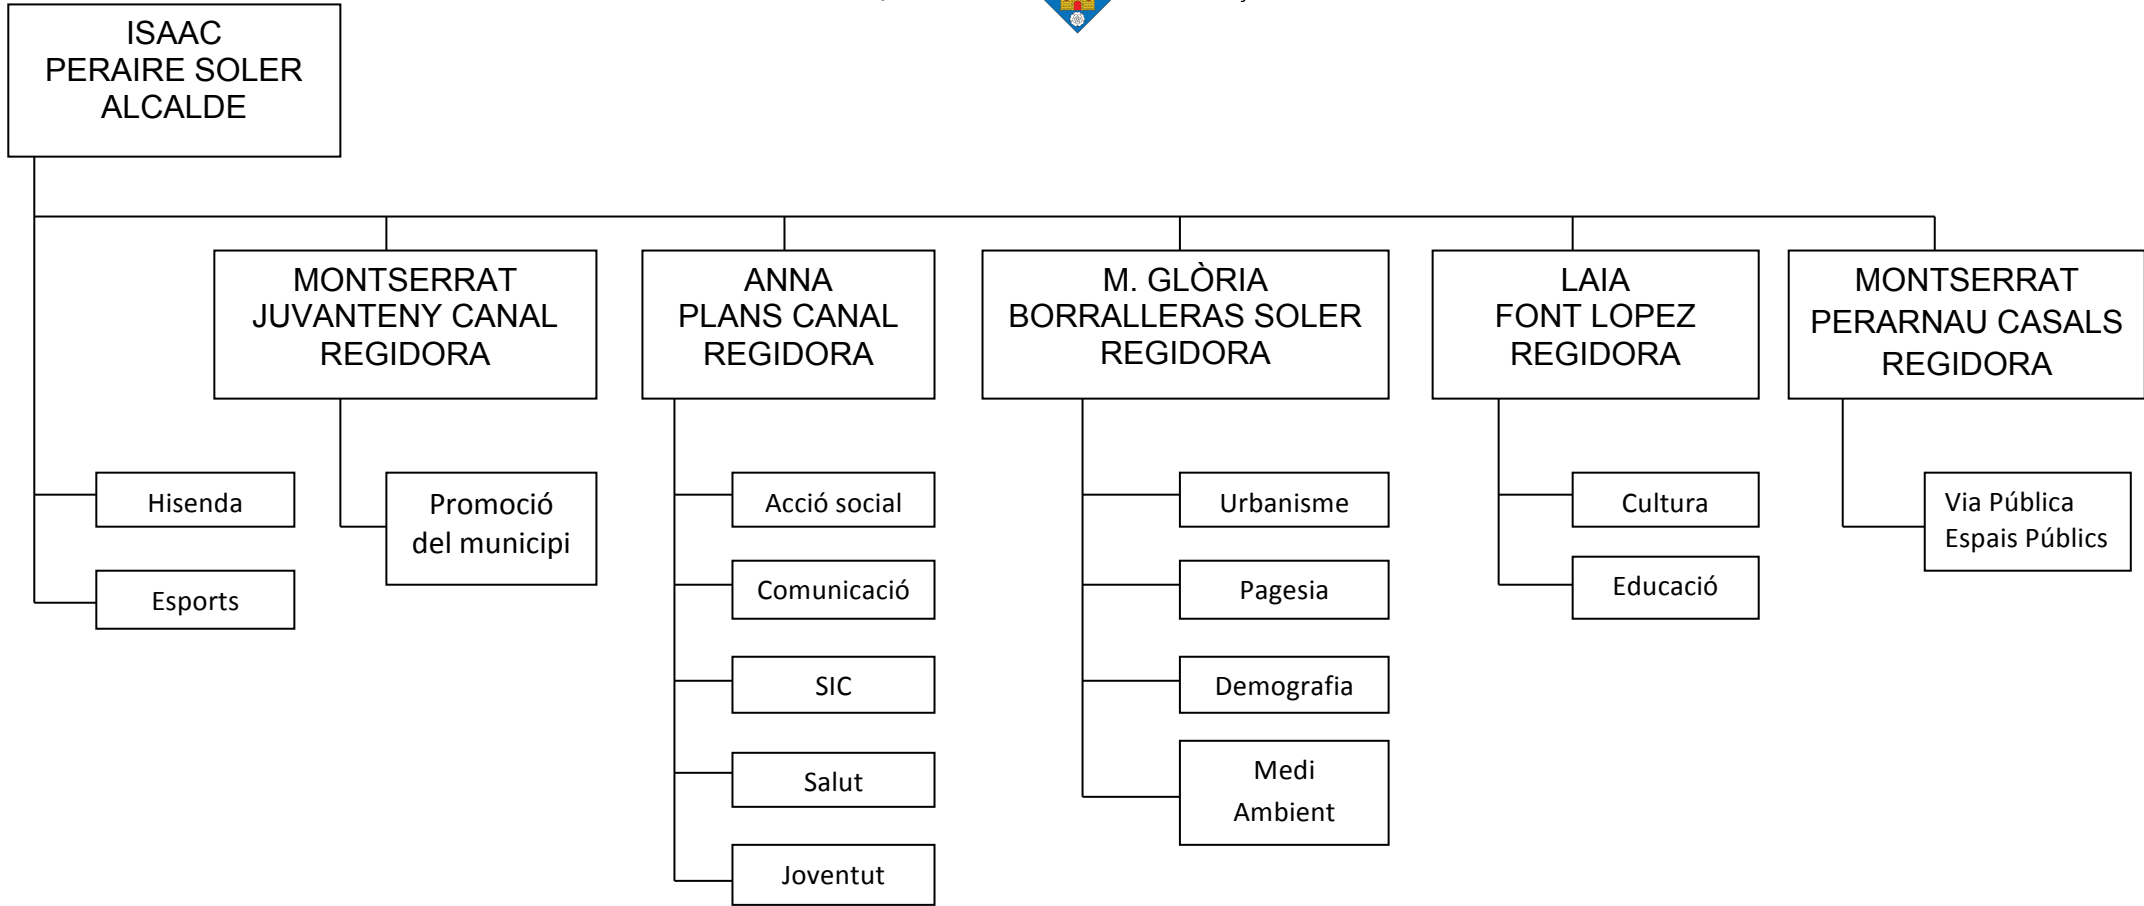 ISAAC
PERAIRE SOLER
ALCALDE
MONTSERRAT
JUVANTENY CANAL
REGIDORA
ANNA
PLANS CANAL
REGIDORA
M. GLÒRIA
BORRALLERAS SOLER
REGIDORA
LAIA
FONT LOPEZ
REGIDORA
MONTSERRAT
PERARNAU CASALS
REGIDORA
Hisenda
Esports
Promoció
del municipi
Acció social
Comunicació
SIC
Salut
Joventut
Urbanisme
Pagesia
Demografia
Medi
Ambient
Cultura
Educació
Via Pública
Espais Públics